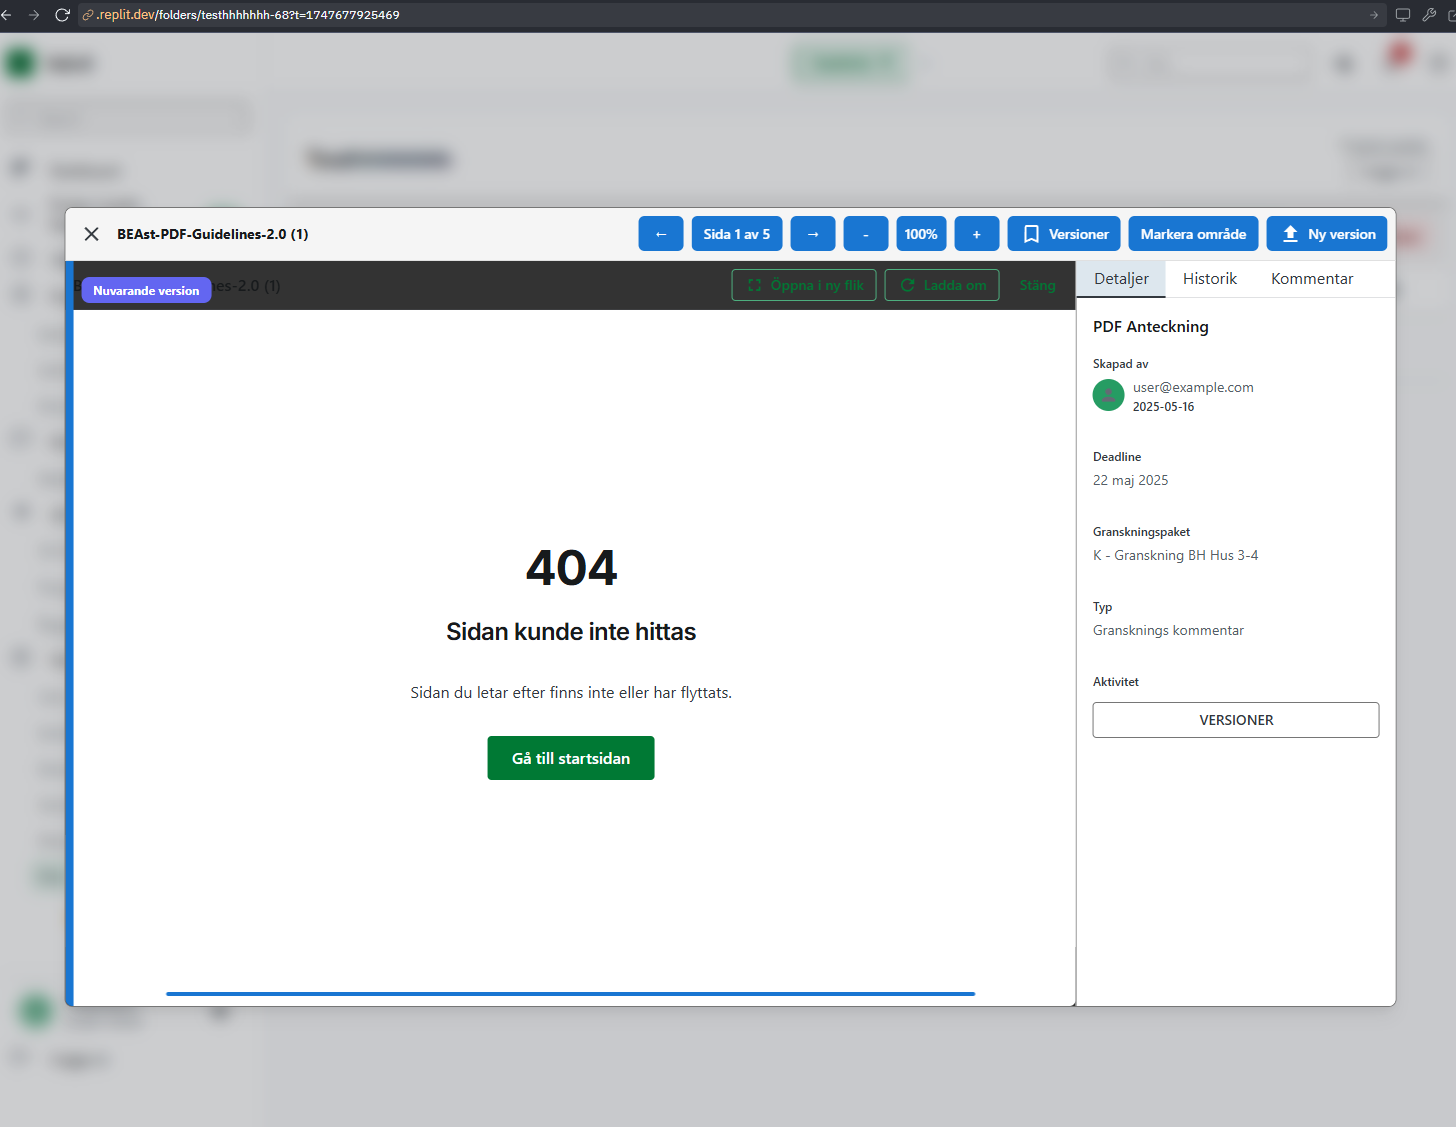 .replit.dev/folders/testhhhhhhh-68?t=1747677925469
BEAst-PDF-Guidelines-2.0 (1)
←
Sida 1 av 5
→
-
100%
+
Versioner
Markera område
Ny version
Nuvarande version
es-2.0 (1)
Öppna i ny flik
Ladda om
Stäng
Detaljer
Historik
Kommentar
404
Sidan kunde inte hittas
Sidan du letar efter finns inte eller har flyttats.
Gå till startsidan
PDF Anteckning
Skapad av
user@example.com
2025-05-16
Deadline
22 maj 2025
Granskningspaket
K - Granskning BH Hus 3-4
Typ
Gransknings kommentar
Aktivitet
VERSIONER